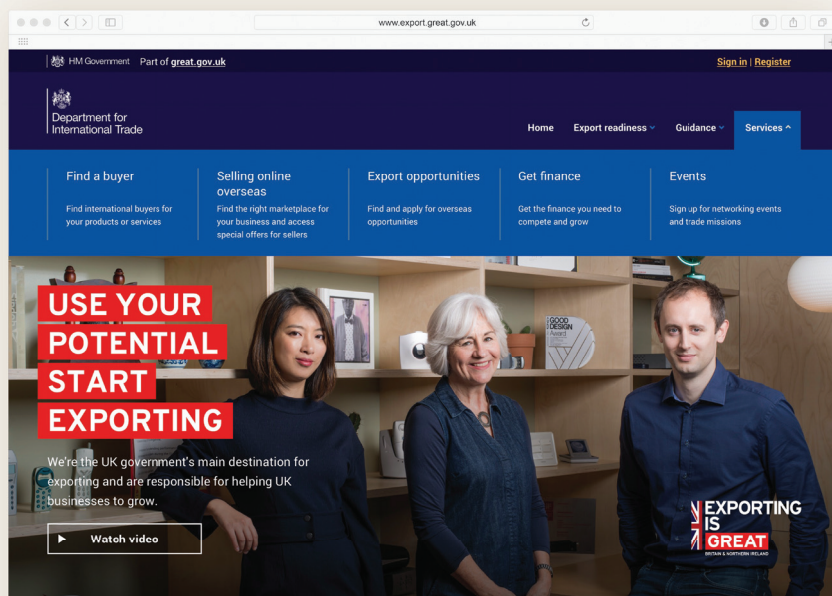 www.export.great.gov.uk
HM Government Part of great.gov.uk
Sign in | Register
Department for
International Trade
Home Export readiness Guidance Services
Find a buyer
Find international buyers for
your products or services
Selling online
overseas
Find the right marketplace for
your business and access
special offers for sellers
Export opportunities
Find and apply for overseas
opportunities
Get finance
Get the finance you need to
compete and grow
Events
Sign up for networking events
and trade missions
USE YOUR
POTENTIAL
START
EXPORTING
We're the UK government's main destination for
exporting and are responsible for helping UK
businesses to grow.
Watch video
GOOD
DESIGN
Award
EXPORTING
IS
GREAT
BRITAIN & NORTHERN IRELAND